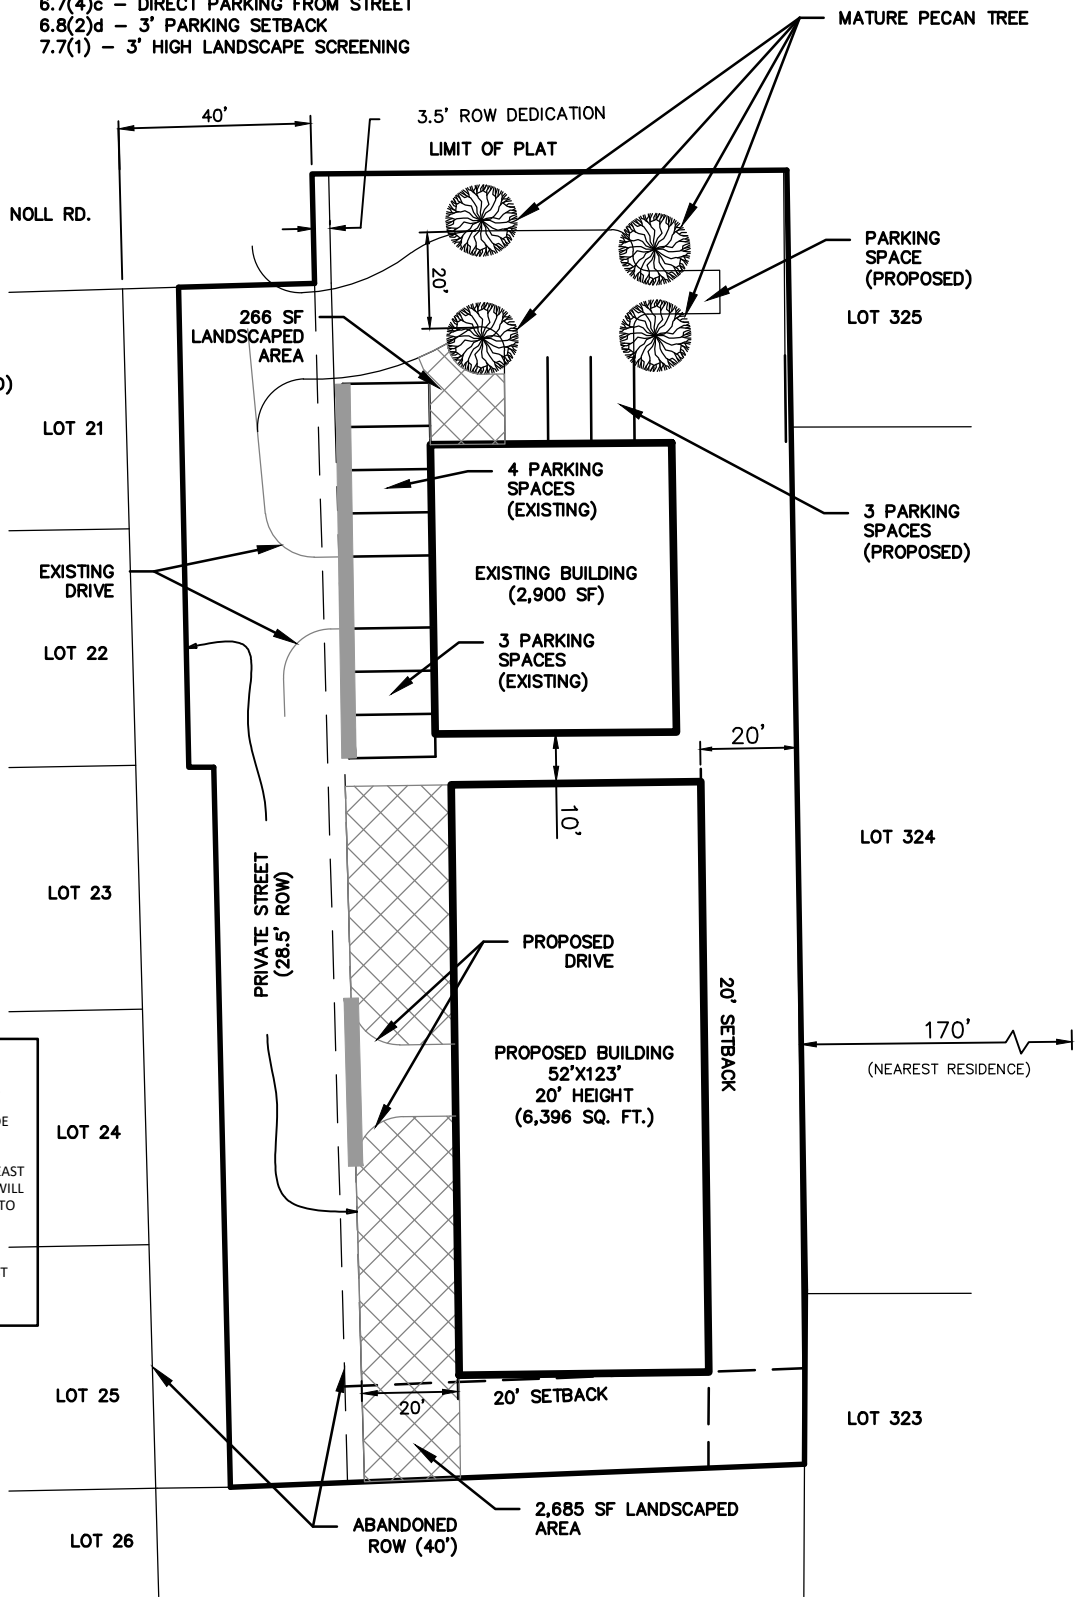 6.7(4)c – DIRECT PARKING FROM STREET
6.8(2)d – 3' PARKING SETBACK
7.7(1) – 3' HIGH LANDSCAPE SCREENING
MATURE PECAN TREE
40'
3.5' ROW DEDICATION
LIMIT OF PLAT
NOLL RD.
PARKING
SPACE
(PROPOSED)
20'
266 SF
LANDSCAPED
AREA
LOT 325
)
LOT 21
4 PARKING
SPACES
(EXISTING)
3 PARKING
SPACES
(PROPOSED)
EXISTING
DRIVE
EXISTING BUILDING
(2,900 SF)
LOT 22
3 PARKING
SPACES
(EXISTING)
20'
10'
LOT 324
LOT 23
PRIVATE STREET
(28.5' ROW)
PROPOSED
DRIVE
20' SETBACK
170'
(NEAREST RESIDENCE)
PROPOSED BUILDING
52'X123'
20' HEIGHT
(6,396 SQ. FT.)
LOT 24
EAST
WILL
TO
20'
20' SETBACK
LOT 25
LOT 323
2,685 SF LANDSCAPED
AREA
ABANDONED
ROW (40')
LOT 26